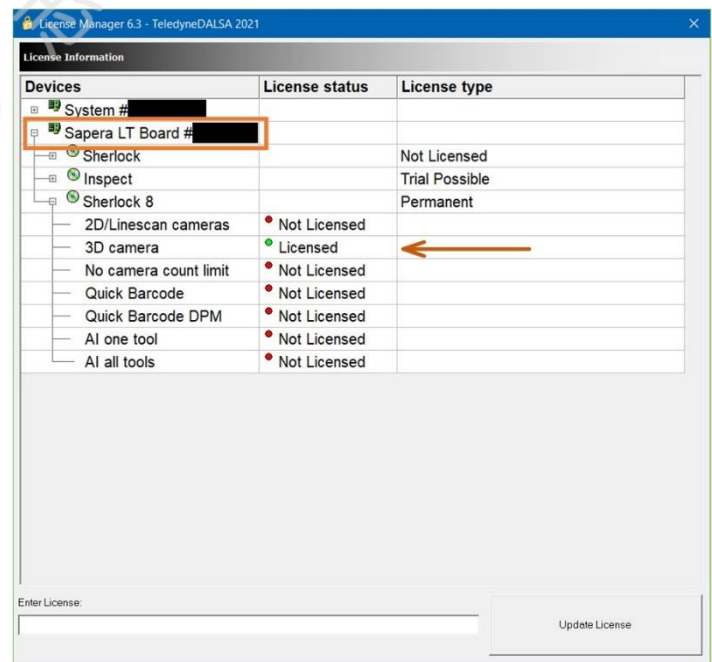 License Manager 6.3 - TeledyneDALSA 2021
License Information
Devices License status License type
System #
Sapera LT Board #
Sherlock Not Licensed
Inspect Trial Possible
Sherlock 8 Permanent
2D/Linescan cameras Not Licensed
3D camera Licensed
No camera count limit Not Licensed
Quick Barcode Not Licensed
Quick Barcode DPM Not Licensed
AI one tool Not Licensed
AI all tools Not Licensed
Enter License:
Update License